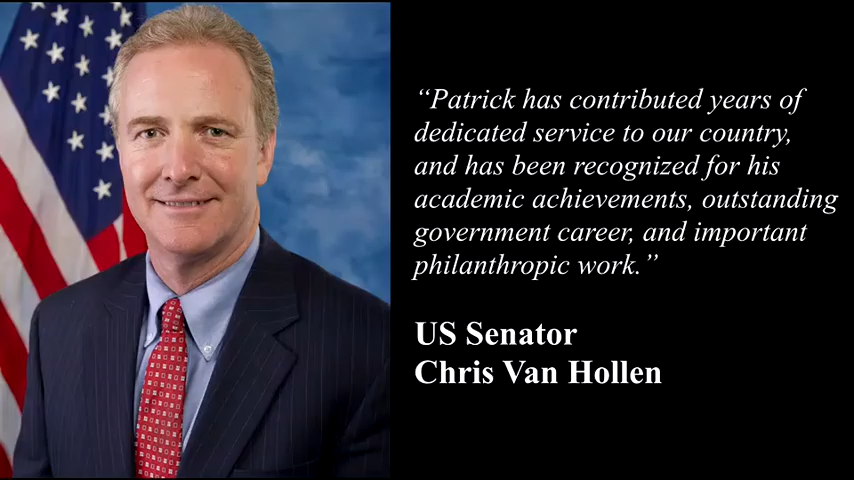 “Patrick has contributed years of
dedicated service to our country,
and has been recognized for his
academic achievements, outstanding
government career, and important
philanthropic work.”
US Senator
Chris Van Hollen